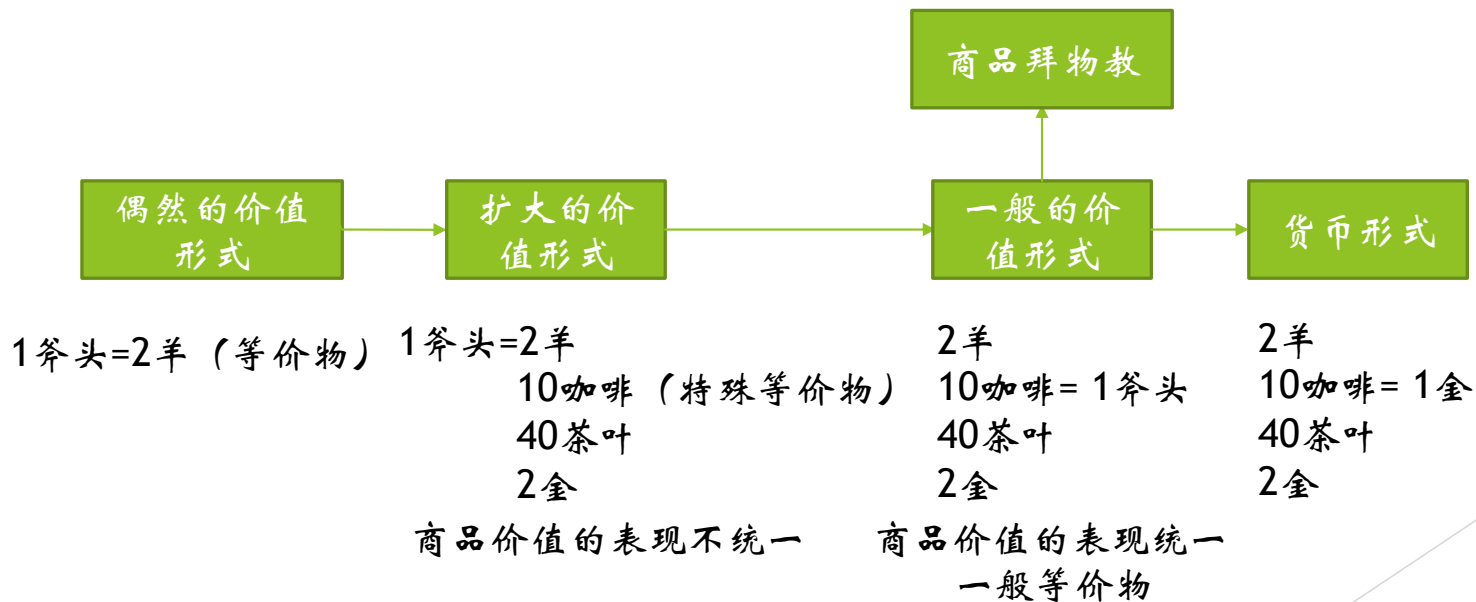 商品拜物教
偶然的价值
形式
扩大的价
值形式
一般的价
值形式
货币形式
1斧头=2羊（等价物）
1斧头=2羊
10咖啡（特殊等价物）
40茶叶
2金
商品价值的表现不统一
2羊
10咖啡= 1斧头
40茶叶
2金
商品价值的表现统一
一般等价物
2羊
10咖啡= 1金
40茶叶
2金